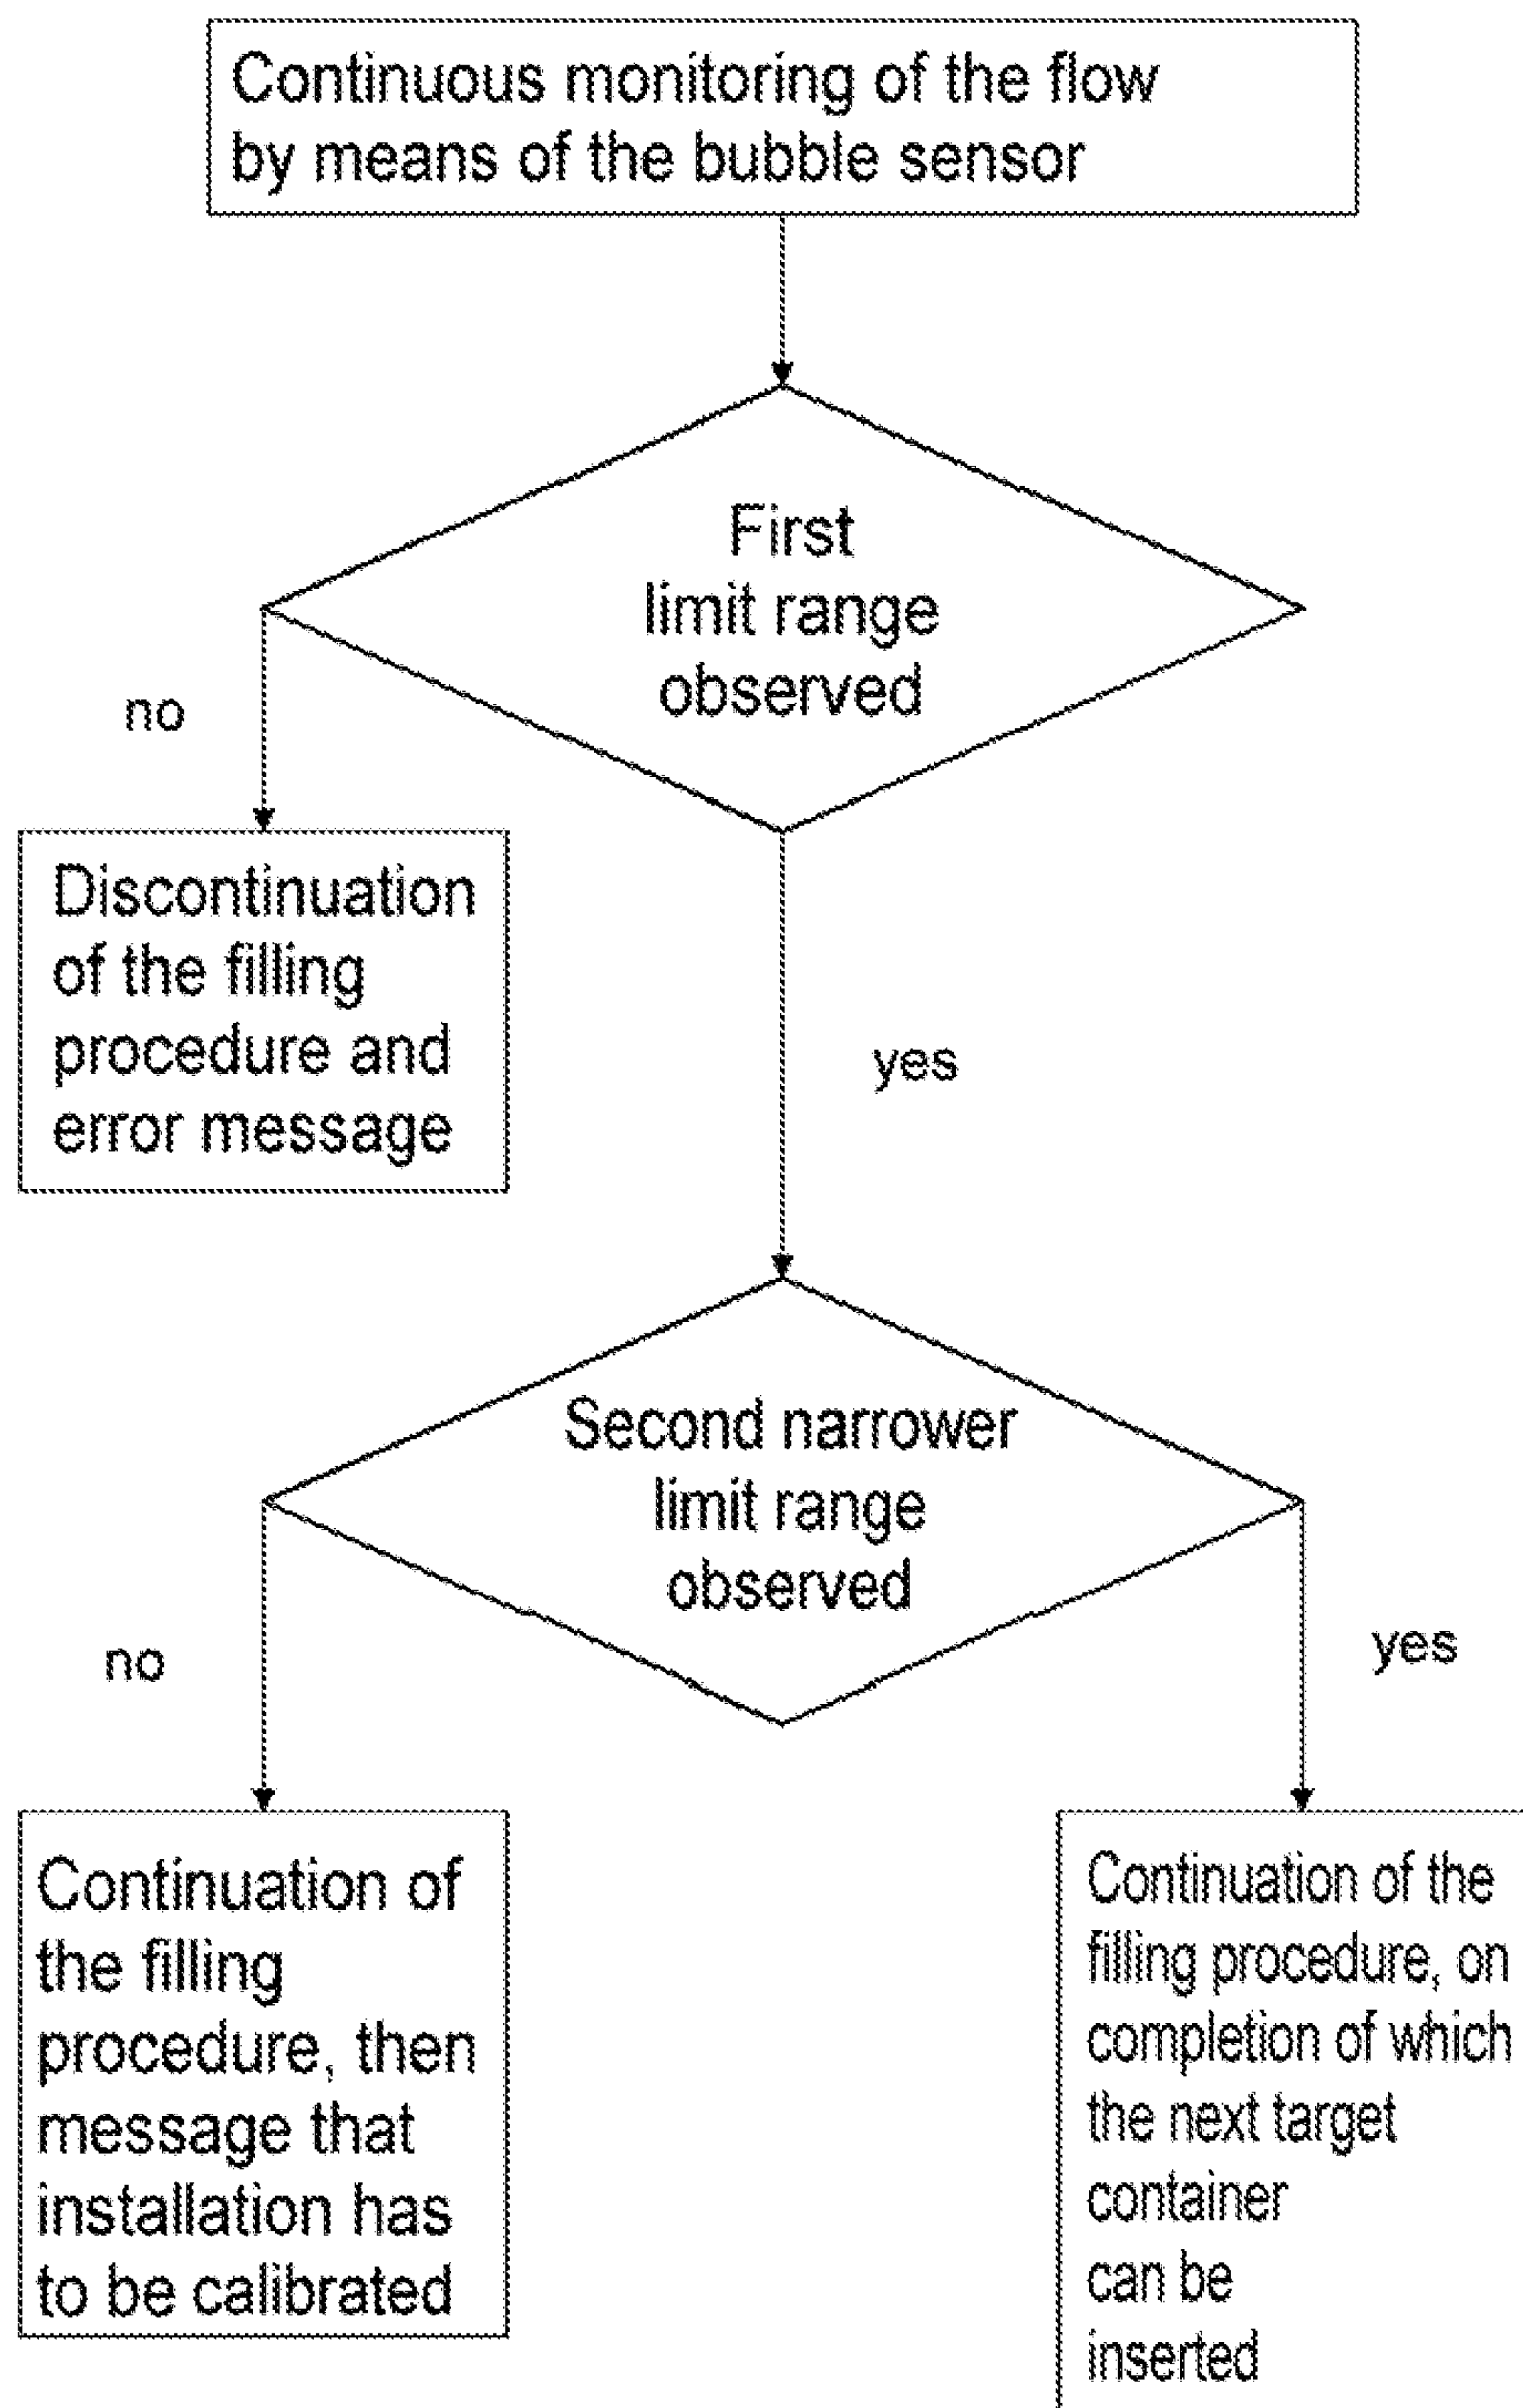 Continuous monitoring of the flow
by means of the bubble sensor
First
limit range
observed
no
Discontinuation
of the filling
procedure and
error message
yes
Second narrower
limit range
observed
no
yes
Continuation of
the filling
procedure, then
message that
installation has
to be calibrated
Continuation of the
filling procedure, on
completion of which
the next target
container
can be
inserted